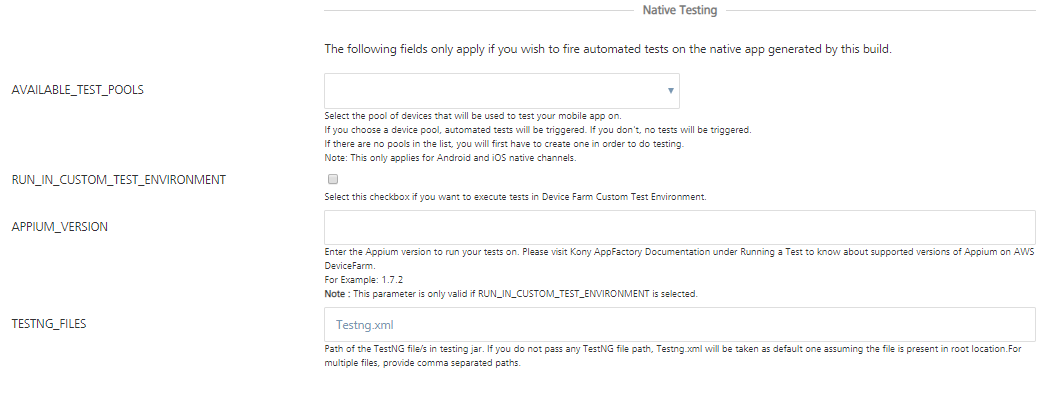 Native Testing
The following fields only apply if you wish to fire automated tests on the native app generated by this build.
AVAILABLE_TEST_POOLS
Select the pool of devices that will be used to test your mobile app on.
If you choose a device pool, automated tests will be triggered. If you don't, no tests will be triggered.
If there are no pools in the list, you will first have to create one in order to do testing.
Note: This only applies for Android and iOS native channels.
RUN_IN_CUSTOM_TEST_ENVIRONMENT
Select this checkbox if you want to execute tests in Device Farm Custom Test Environment.
APPIUM_VERSION
Enter the Appium version to run your tests on. Please visit Kony AppFactory Documentation under Running a Test to know about supported versions of Appium on AWS
DeviceFarm.
For Example: 1.7.2
Note : This parameter is only valid if RUN_IN_CUSTOM_TEST_ENVIRONMENT is selected.
TESTNG_FILES
Testng.xml
Path of the TestNG file/s in testing jar. If you do not pass any TestNG file path, Testng.xml will be taken as default one assuming the file is present in root location.For
multiple files, provide comma separated paths.